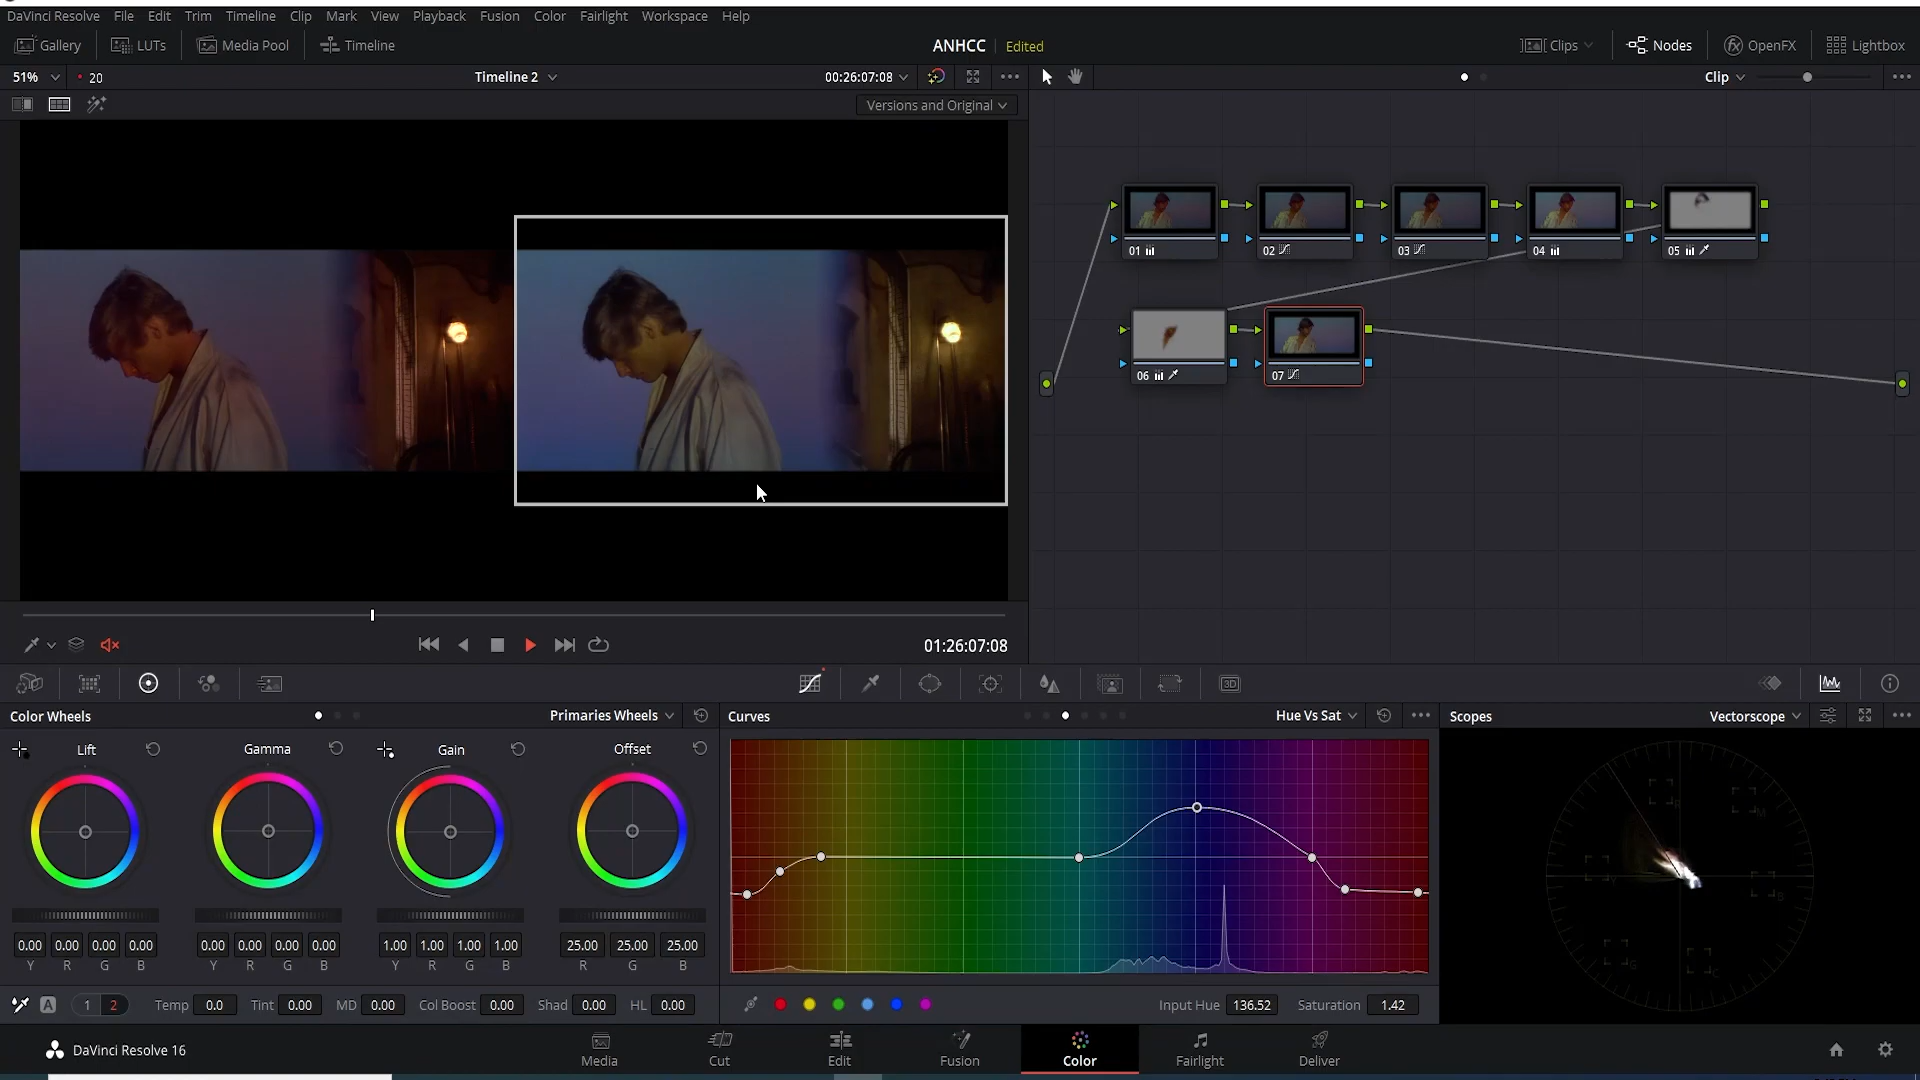 DaVinci Resolve File Edit Trim Timeline Clip Mark View Playback Fusion Color Fairlight Workspace Help
Gallery LUTs Media Pool Timeline ANHCC Edited Clips Nodes OpenFX Lightbox
51% 20 Timeline 2 00:26:07:08 Clip
Versions and Original
01 02 03 04 05
06 07
01:26:07:08
3D
Color Wheels Primaries Wheels Curves Hue Vs Sat Scopes Vectorscope
Lift Gamma Gain Offset
0.00 0.00 0.00 0.00 0.00 0.00 0.00 0.00 1.00 1.00 1.00 1.00 25.00 25.00 25.00
Y R G B Y R G B Y R G B R G B
A 1 2 Temp 0.0 Tint 0.00 MD 0.00 Col Boost 0.00 Shad 0.00 HL 0.00 Input Hue 136.52 Saturation 1.42
DaVinci Resolve 16 Media Cut Edit Fusion Color Fairlight Deliver